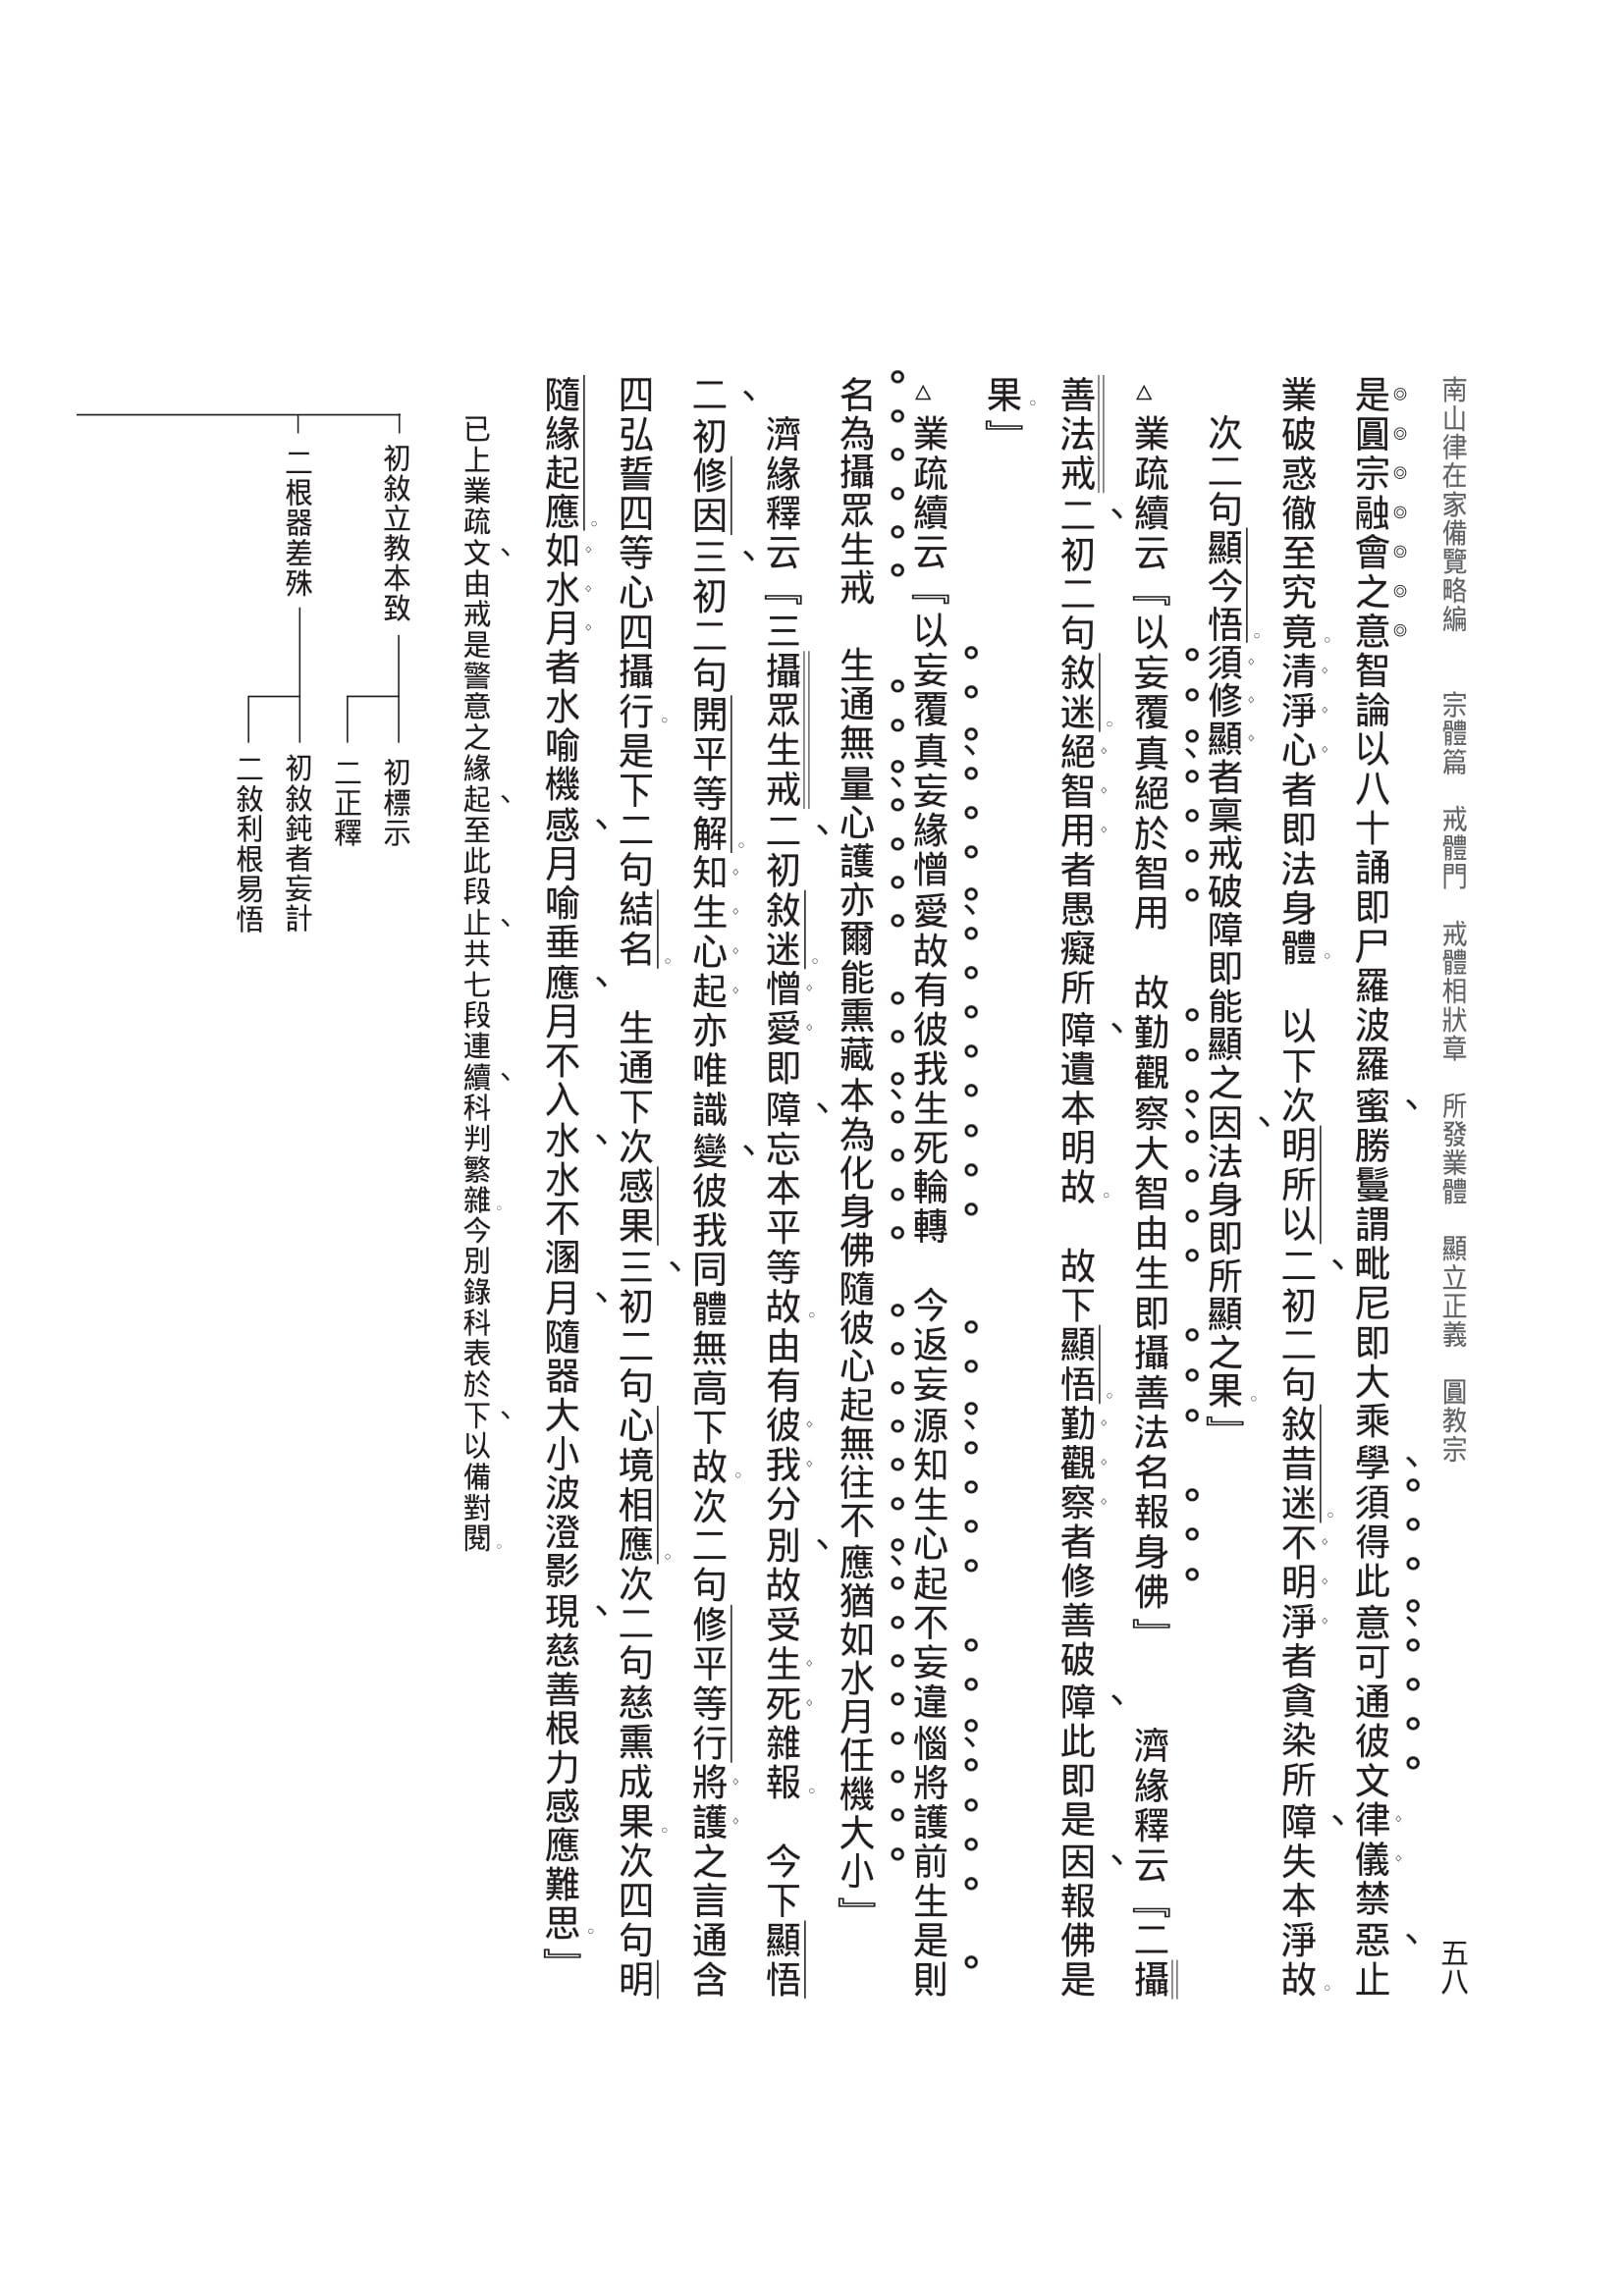 南山律在家備覽略編　宗體篇　戒體門　戒體相狀章　所發業體　顯立正義　圓教宗
五八
是圓宗融會之意智論以八十誦即尸羅波羅蜜、勝鬘謂毗尼即大乘學、須得此意可通彼文律儀禁惡、止
業破惑徹至究竟。清淨心者即法身體。　以下次明所以二、初二句敘昔迷。不明淨者貪染所障、失本淨故。
次二句顯今悟。須修顯者稟戒破障即能顯之因、法身即所顯之果。』
△業疏續云『以妄覆真絕於智用　故勤觀察大智由生即攝善法名報身佛』　濟緣釋云『二攝
善法戒二、初二句敘迷。絕智用者愚癡所障、遺本明故。　故下顯悟。勤觀察者修善破障、此即是因、報佛是
果。』
△業疏續云『以妄覆真妄緣憎愛故有彼我生死輪轉　今返妄源知生心起不妄違惱將護前生是則
名為攝眾生戒　生通無量心護亦爾能熏藏本為化身佛隨彼心起無往不應猶如水月任機大小』
濟緣釋云『三攝眾生戒二、初敘迷。憎愛即障、忘本平等故。由有彼我分別、故受生死雜報。　今下顯悟
二、初修因三、初二句開平等解。知生心起亦唯識變、彼我同體無高下故。次二句修平等行將護之言通含
四弘誓四等心四攝行。是下二句結名。　生通下次感果三、初二句心境相應。次二句慈熏成果。次四句明
隨緣起應。如水月者水喻機感、月喻垂應、月不入水、水不溷月、隨器大小波澄影現、慈善根力感應難思。』
已上業疏文、由戒是警意之緣起、至此段止、共七段連續、科判繁雜。今別錄科表於下、以備對閱。
初敘立教本致
初標示
二正釋
二根器差殊
初敘鈍者妄計
二敘利根易悟